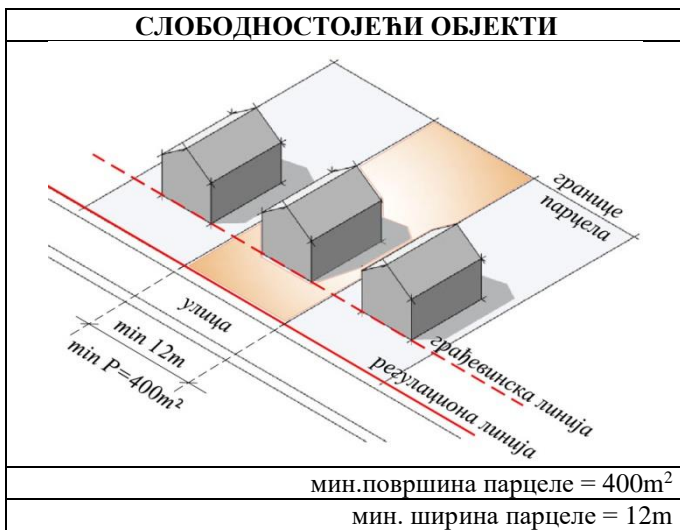 СЛОБОДНОСТОЈЕЋИ ОБЈЕКТИ
границе
парцела
улица
min 12m
min P=400m²
грађевинска линија
регулациона линија
мин.површина парцеле = 400m²
мин. ширина парцеле = 12m